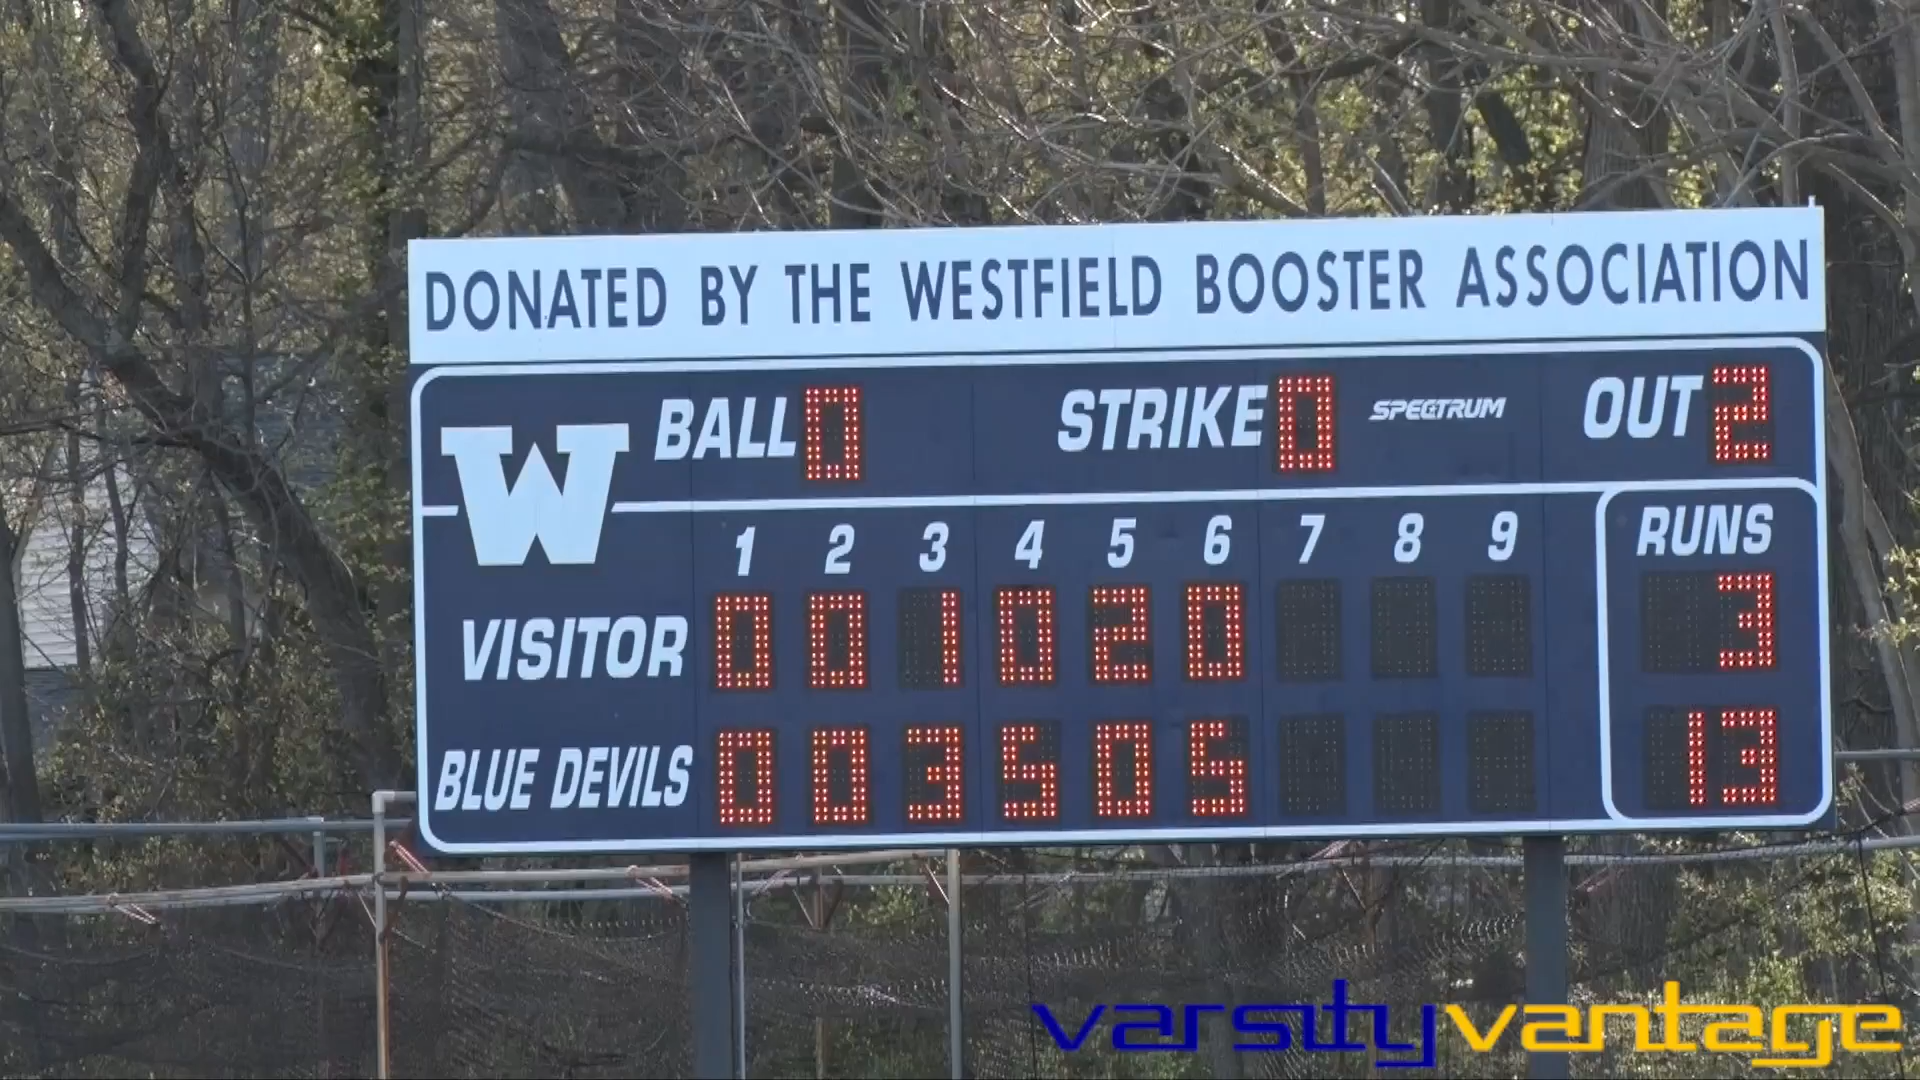 DONATED BY THE WESTFIELD BOOSTER ASSOCIATION
W BALL 0 STRIKE 0 SPECTRUM OUT 2
1 2 3 4 5 6 7 8 9 RUNS
VISITOR 0 0 1 0 2 0 3
BLUE DEVILS 0 0 3 5 0 5 13
varsityvantage